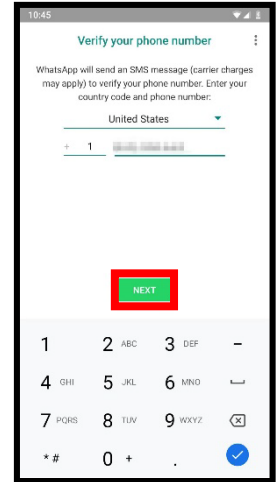 10:45
Verify your phone number
WhatsApp will send an SMS message (carrier charges
may apply) to verify your phone number. Enter your
country code and phone number:
United States
+ 1
NEXT
1 2 ABC 3 DEF –
4 GHI 5 JKL 6 MNO
7 PQRS 8 TUV 9 WXYZ
* # 0 + .